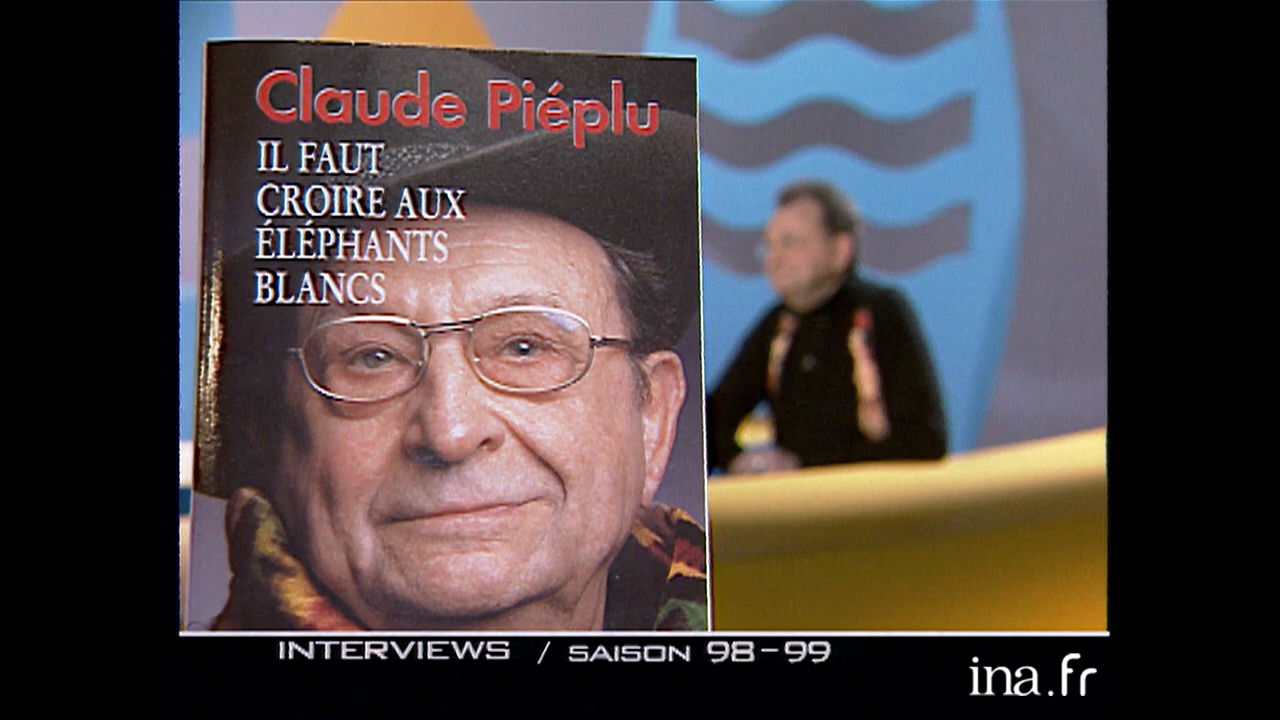 Claude Piéplu
IL FAUT
CROIRE AUX
ÉLÉPHANTS
BLANCS
INTERVIEWS / SAISON 98-99
ina.fr